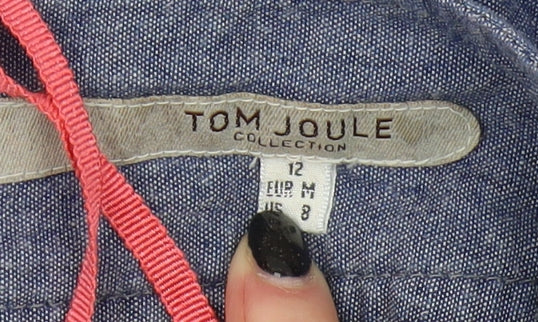 TOM JOULE
COLLECTION
12
EUR M
US 8